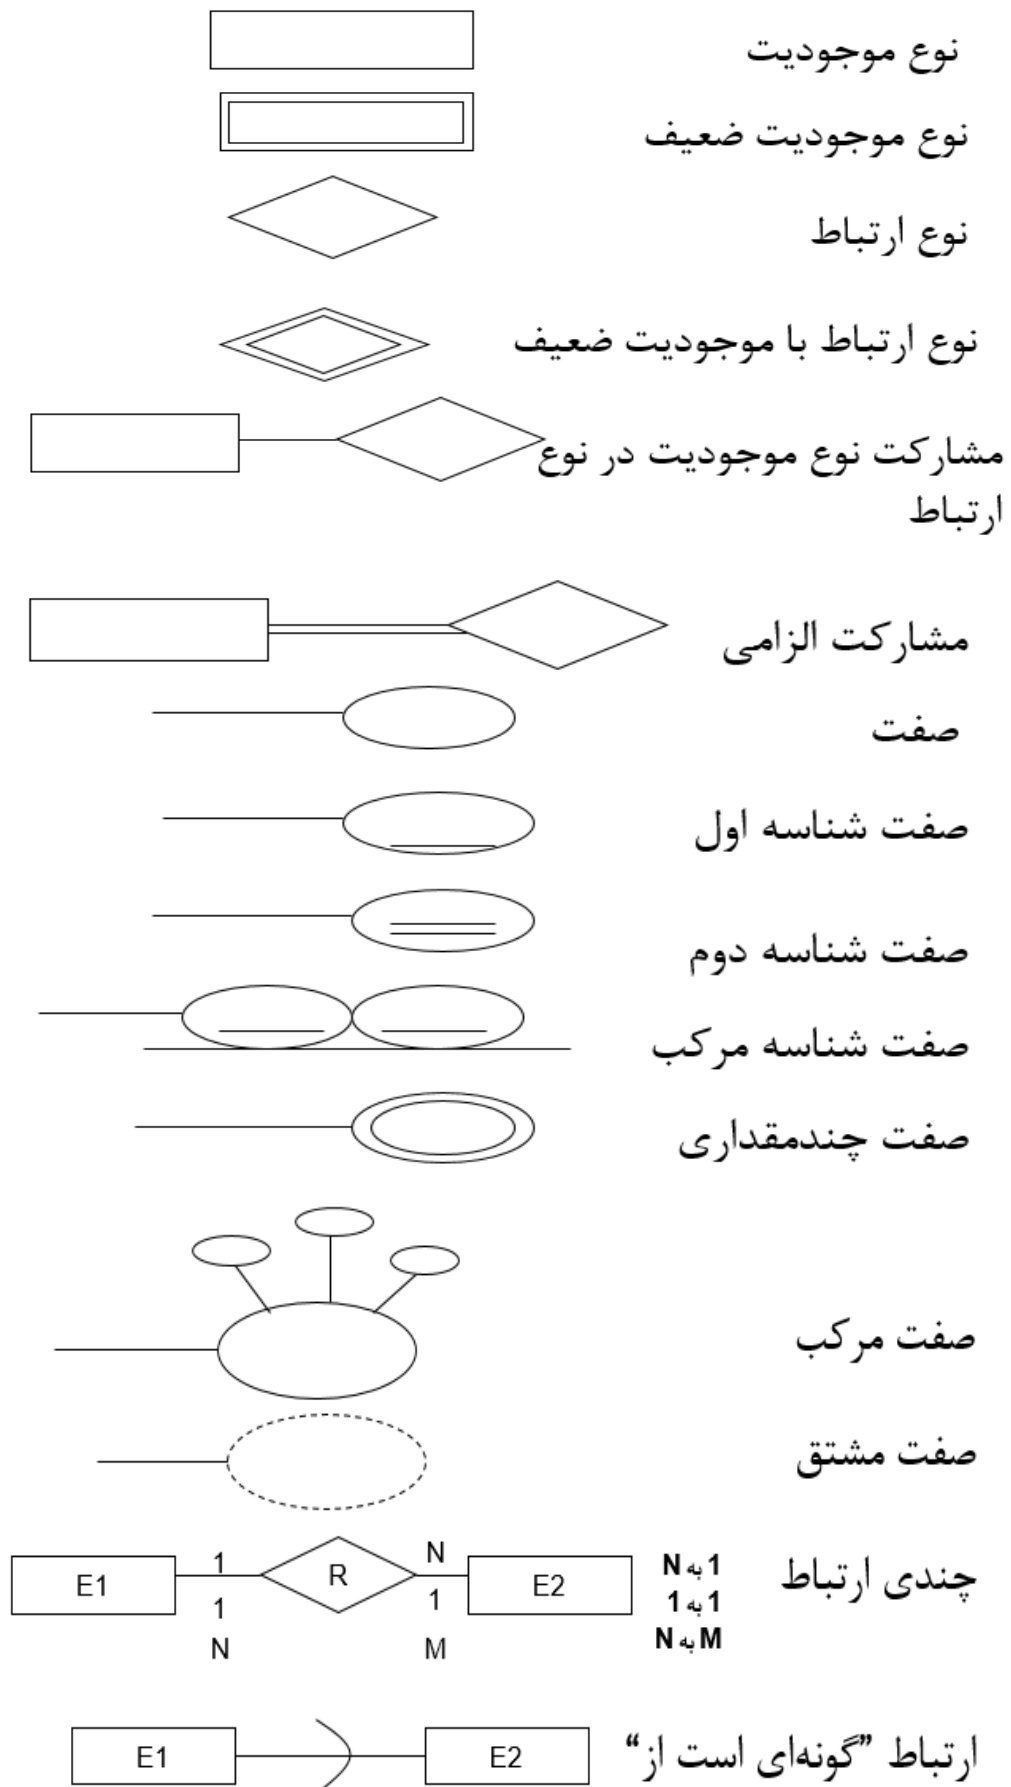 نوع موجودیت
نوع موجودیت ضعیف
نوع ارتباط
نوع ارتباط با موجودیت ضعیف
مشارکت نوع موجودیت در نوع
ارتباط
مشارکت الزامی
صفت
صفت شناسه اول
صفت شناسه دوم
صفت شناسه مرکب
صفت چندمقداری
صفت مرکب
صفت مشتق
چندی ارتباط
1 به N
1 به 1
M به N
E1 1 R N E2
1 1
N M
ارتباط ”گونه‌ای است از“
E1 E2